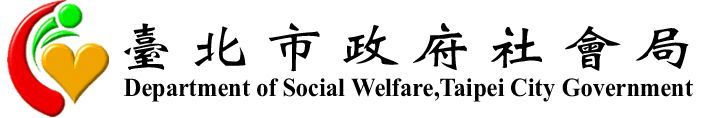 臺北市政府社會局
Department of Social Welfare,Taipei City Government